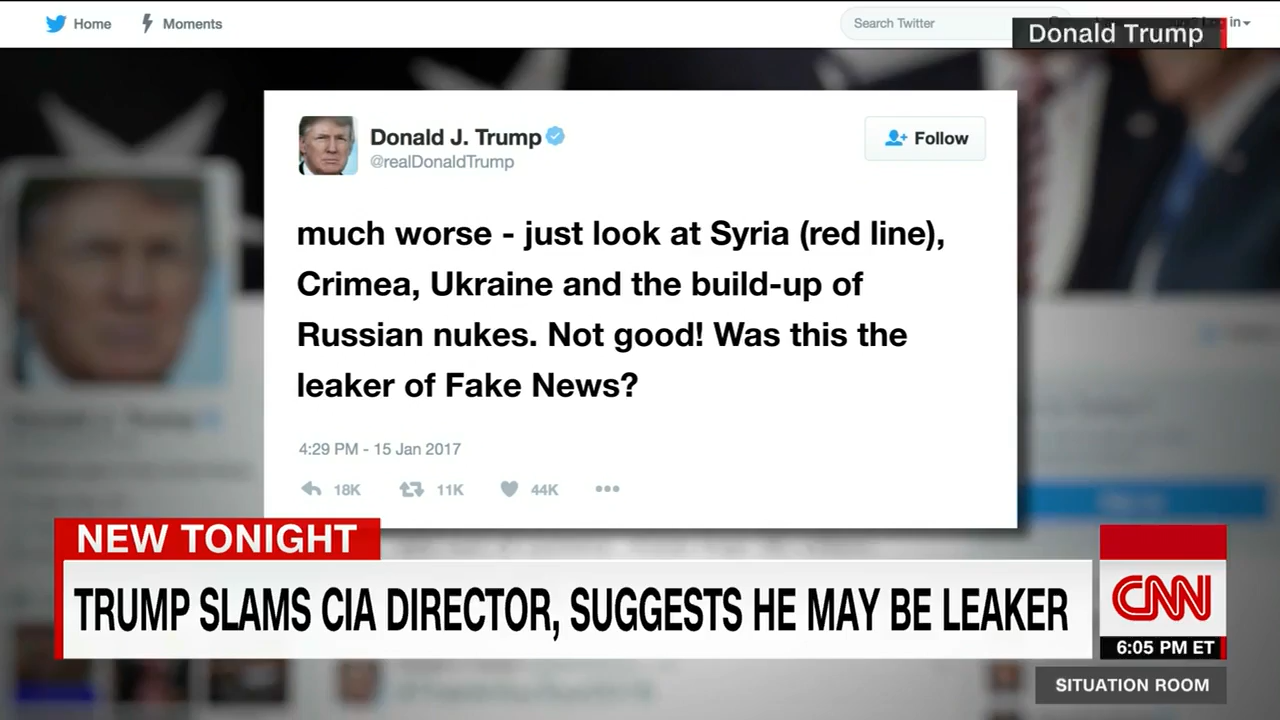 Home
Moments
Search Twitter
in
Donald Trump
Donald J. Trump
Follow
@realDonaldTrump
much worse - just look at Syria (red line),
Crimea, Ukraine and the build-up of
Russian nukes. Not good! Was this the
leaker of Fake News?
4:29 PM - 15 Jan 2017
18K
11K
44K
NEW TONIGHT
TRUMP SLAMS CIA DIRECTOR, SUGGESTS HE MAY BE LEAKER
CNN
6:05 PM ET
SITUATION ROOM